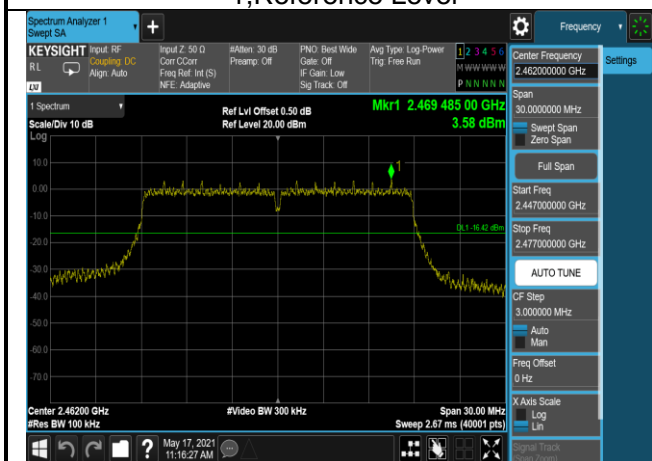 1,Reference Level
Spectrum Analyzer 1
Swept SA
Frequency
KEYSIGHT
RL
LXI
Input: RF
Coupling: DC
Align: Auto
Input Z: 50 Ω
Corr CCorr
Freq Ref: Int (S)
NFE: Adaptive
#Atten: 30 dB
Preamp: Off
PNO: Best Wide
Gate: Off
IF Gain: Low
Sig Track: Off
Avg Type: Log-Power
Trig: Free Run
1 2 3 4 5 6
M W W W W W
P N N N N N
Center Frequency
2.462000000 GHz
Settings
Span
30.0000000 MHz
Swept Span
Zero Span
Full Span
Start Freq
2.447000000 GHz
Stop Freq
2.477000000 GHz
AUTO TUNE
CF Step
3.000000 MHz
Auto
Man
Freq Offset
0 Hz
X Axis Scale
Log
Lin
Signal Track
(Span Zoom)
1 Spectrum
Scale/Div 10 dB
Log
Ref Lvl Offset 0.50 dB
Ref Level 20.00 dBm
Mkr1 2.469 485 00 GHz
3.58 dBm
1
10.0
0.00
-10.0
DL1 -16.42 dBm
-20.0
-30.0
-40.0
-50.0
-60.0
-70.0
Center 2.46200 GHz
#Res BW 100 kHz
#Video BW 300 kHz
Span 30.00 MHz
Sweep 2.67 ms (40001 pts)
?
May 17, 2021
11:16:27 AM